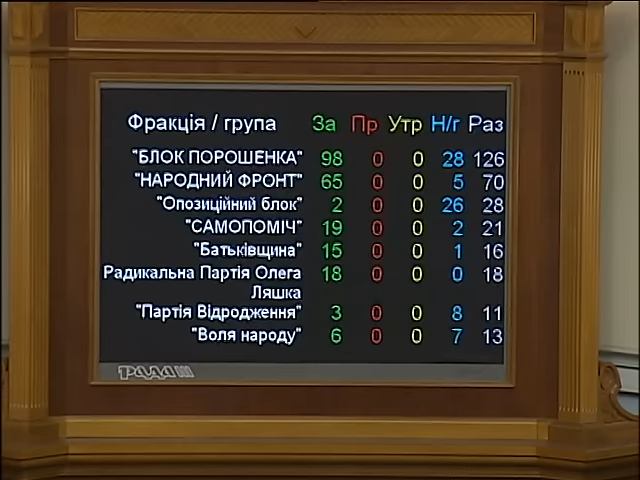 Фракція / група За Пр Утр Н/г Раз
"БЛОК ПОРОШЕНКА" 98 0 0 28 126
"НАРОДНИЙ ФРОНТ" 65 0 0 5 70
"Опозиційний блок" 2 0 0 26 28
"САМОПОМІЧ" 19 0 0 2 21
"Батьківщина" 15 0 0 1 16
Радикальна Партія Олега 18 0 0 0 18
Ляшка
"Партія Відродження" 3 0 0 8 11
"Воля народу" 6 0 0 7 13
РАДА